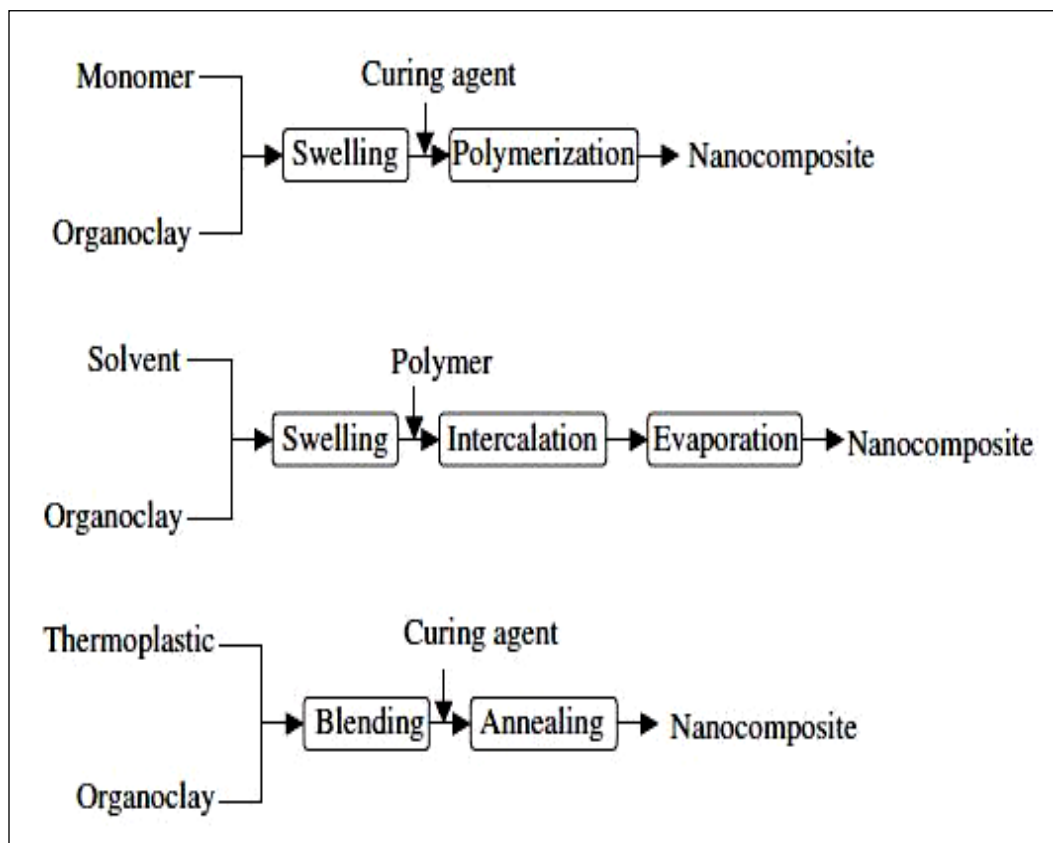 Monomer
Curing agent
Swelling
Polymerization
Nanocomposite
Organoclay
Solvent
Polymer
Swelling
Intercalation
Evaporation
Nanocomposite
Organoclay
Thermoplastic
Curing agent
Blending
Annealing
Nanocomposite
Organoclay